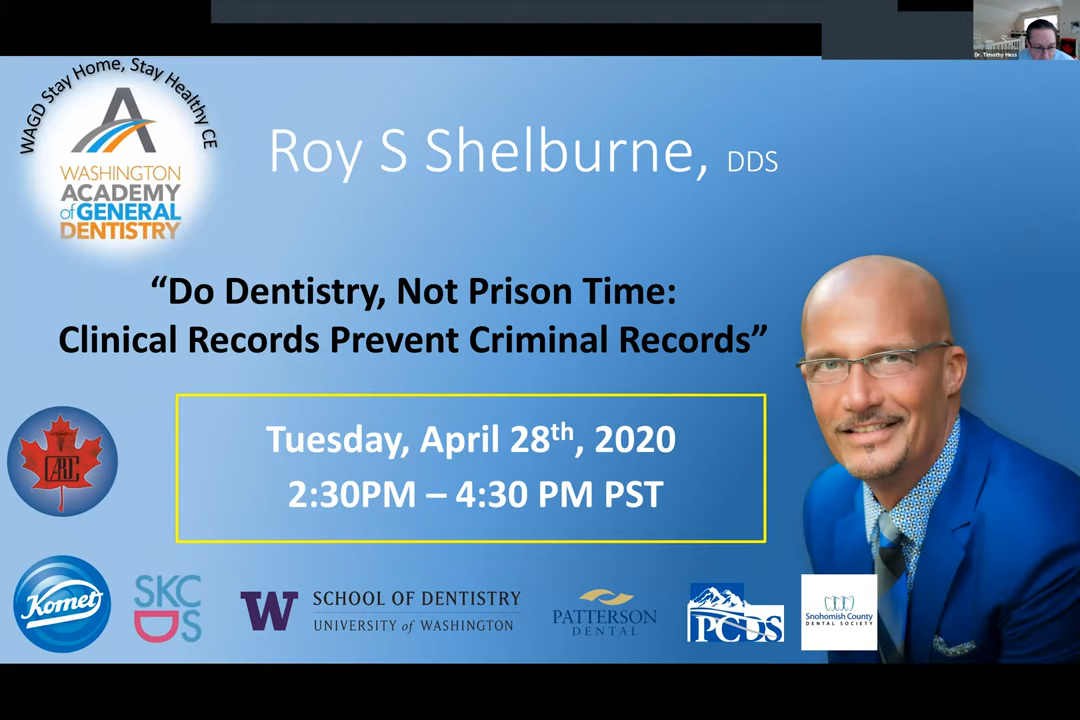 Dr. Timothy Hess
WAGD Stay Home, Stay Healthy CE
WASHINGTON
ACADEMY
of GENERAL
DENTISTRY
Roy S Shelburne, DDS
“Do Dentistry, Not Prison Time:
Clinical Records Prevent Criminal Records”
Tuesday, April 28th, 2020
2:30PM – 4:30 PM PST
Komet
SKC
DS
W SCHOOL OF DENTISTRY
UNIVERSITY of WASHINGTON
PATTERSON
DENTAL
PCDS
Snohomish County
DENTAL SOCIETY